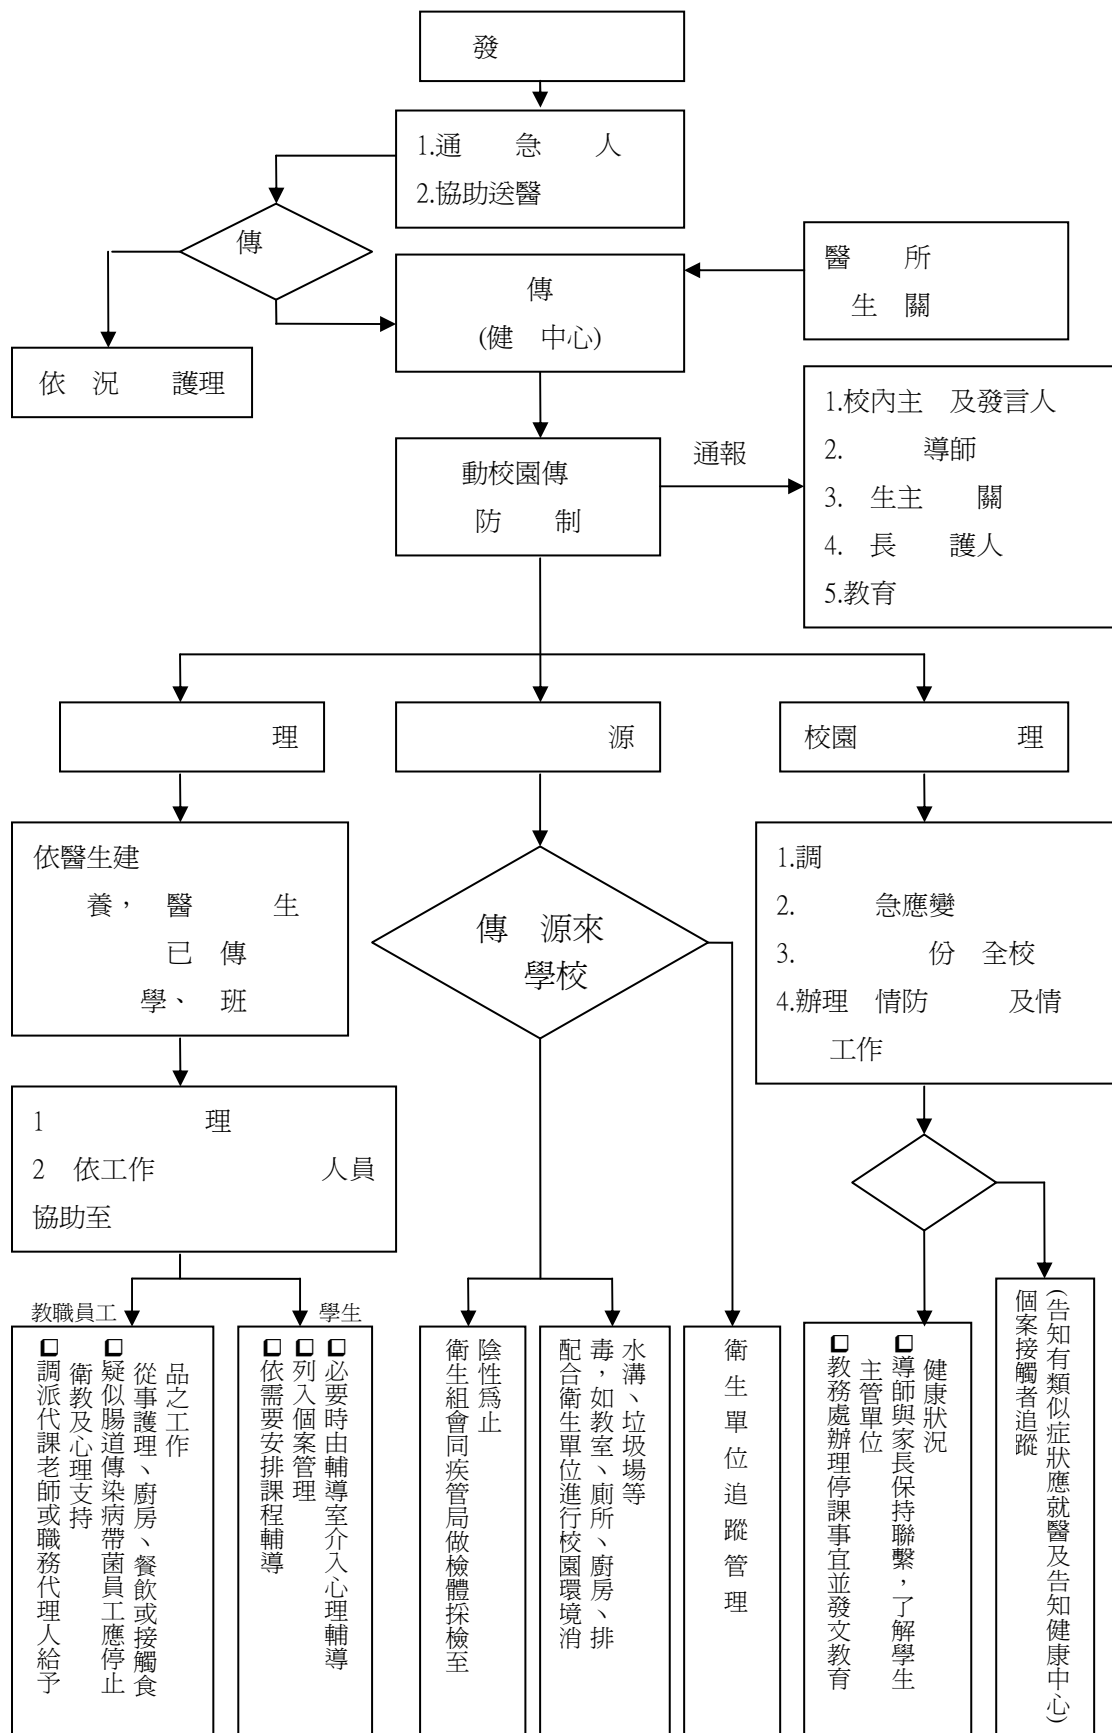 發
1.通　急　人
2.協助送醫
傳
醫　所
生　關
傳
(健　中心)
依　況　護理
1.校內主　及發言人
2.　導師
3.　生主　關
4.　長　護人
5.教育
通報
動校園傳
防　制
理
源
校園　理
依醫生建
養，　醫　生
已　傳
學、　班
傳　源來
學校
1.調
2.　急應變
3.　份　全校
4.辦理　情防　及情
工作
1　理
2　依工作　人員
協助至
教職員工
□調派代課老師或職務代理人給予
衛教及心理支持
□疑似腸道傳染病帶菌員工應停止
從事護理、廚房、餐飲或接觸食
品之工作
學生
□依需要安排課程輔導
□列入個案管理
□必要時由輔導室介入心理輔導
衛生組會同疾管局做檢體採檢至
陰性為止
配合衛生單位進行校園環境消
毒，如教室、廁所、廚房、排
水溝、垃圾場等
衛生單位追蹤管理
□教務處辦理停課事宜並發文教育
主管單位
□導師與家長保持聯繫，了解學生
健康狀況
個案接觸者追蹤
(告知有類似症狀應就醫及告知健康中心)